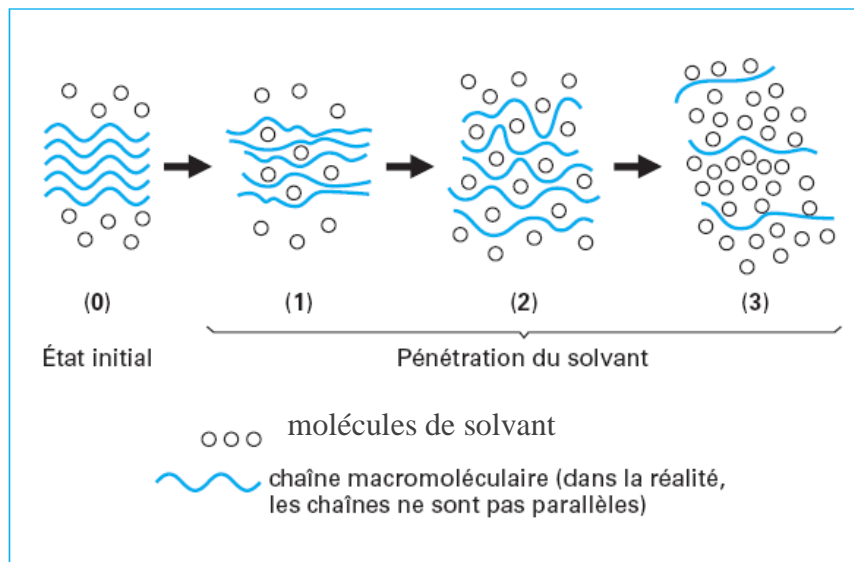 (0)
(1)
(2)
(3)
État initial
Pénétration du solvant
molécules de solvant
chaîne macromoléculaire (dans la réalité,
les chaînes ne sont pas parallèles)